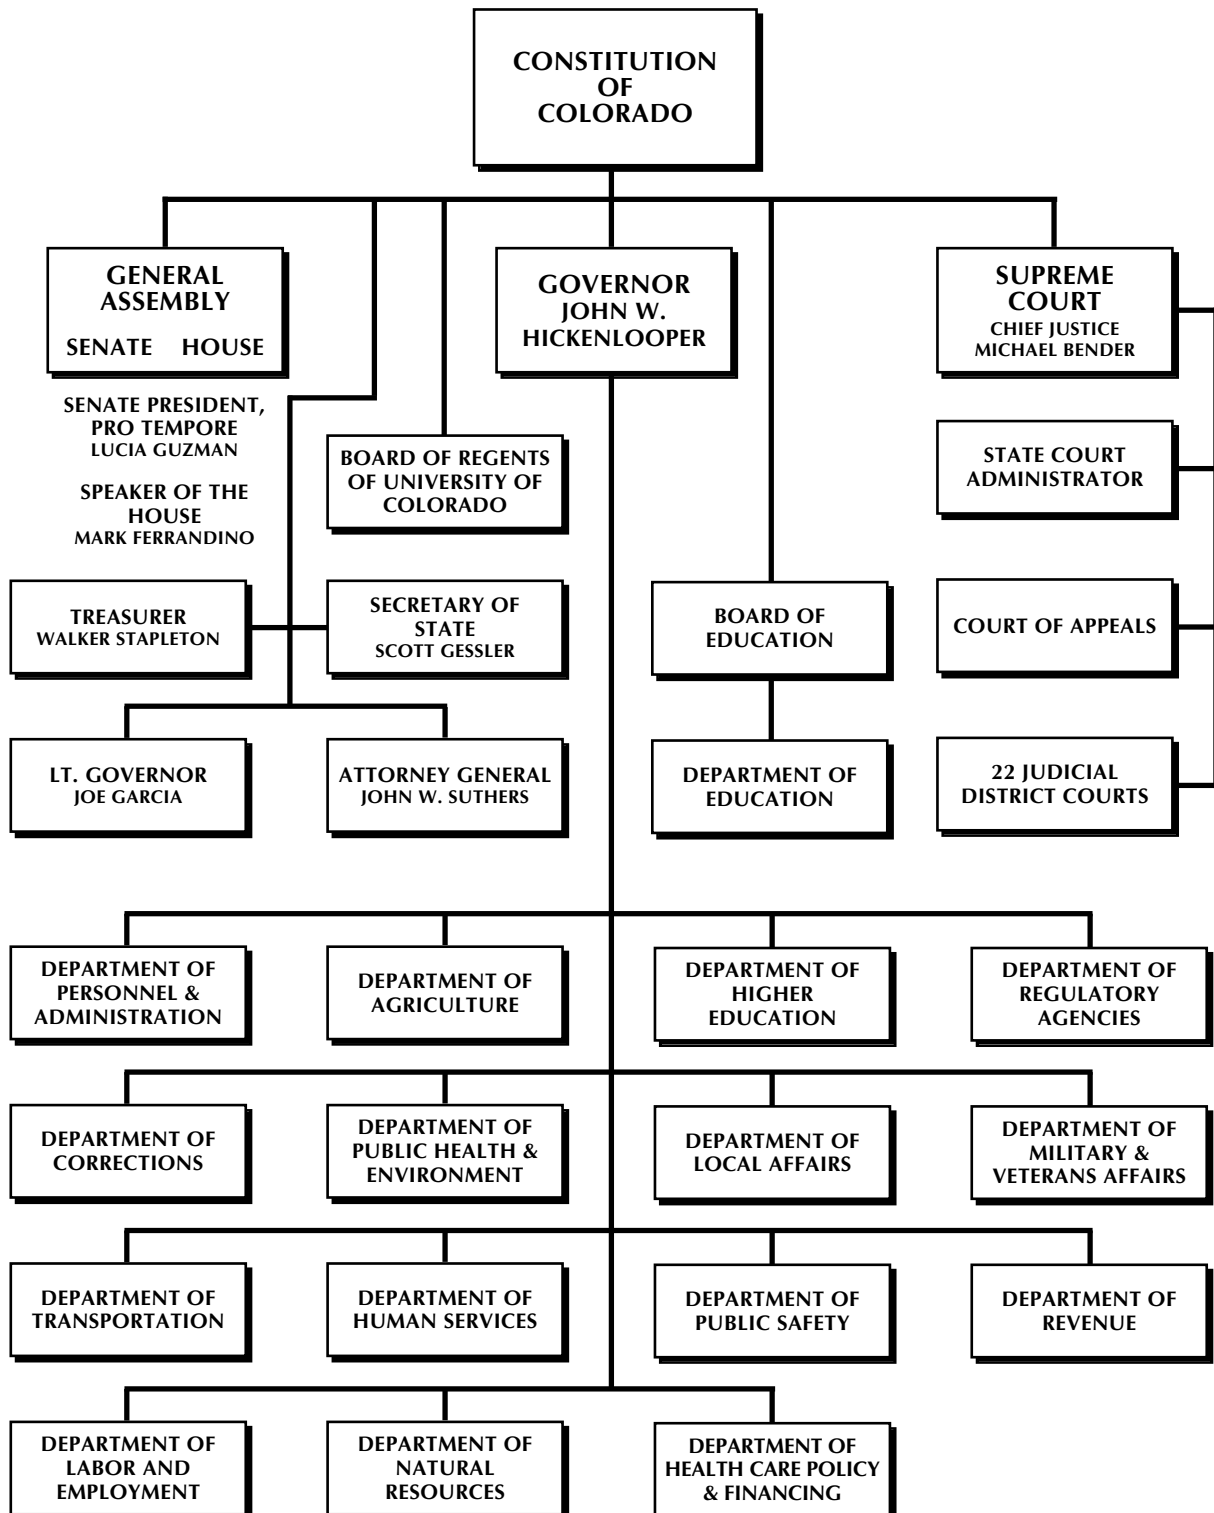 CONSTITUTION
OF
COLORADO
GENERAL
ASSEMBLY
SENATE HOUSE
GOVERNOR
JOHN W.
HICKENLOOPER
SUPREME
COURT
CHIEF JUSTICE
MICHAEL BENDER
SENATE PRESIDENT,
PRO TEMPORE
LUCIA GUZMAN
SPEAKER OF THE
HOUSE
MARK FERRANDINO
BOARD OF REGENTS
OF UNIVERSITY OF
COLORADO
STATE COURT
ADMINISTRATOR
TREASURER
WALKER STAPLETON
SECRETARY OF
STATE
SCOTT GESSLER
BOARD OF
EDUCATION
COURT OF APPEALS
LT. GOVERNOR
JOE GARCIA
ATTORNEY GENERAL
JOHN W. SUTHERS
DEPARTMENT OF
EDUCATION
22 JUDICIAL
DISTRICT COURTS
DEPARTMENT OF
PERSONNEL &
ADMINISTRATION
DEPARTMENT OF
AGRICULTURE
DEPARTMENT OF
HIGHER
EDUCATION
DEPARTMENT OF
REGULATORY
AGENCIES
DEPARTMENT OF
CORRECTIONS
DEPARTMENT OF
PUBLIC HEALTH &
ENVIRONMENT
DEPARTMENT OF
LOCAL AFFAIRS
DEPARTMENT OF
MILITARY &
VETERANS AFFAIRS
DEPARTMENT OF
TRANSPORTATION
DEPARTMENT OF
HUMAN SERVICES
DEPARTMENT OF
PUBLIC SAFETY
DEPARTMENT OF
REVENUE
DEPARTMENT OF
LABOR AND
EMPLOYMENT
DEPARTMENT OF
NATURAL
RESOURCES
DEPARTMENT OF
HEALTH CARE POLICY
& FINANCING